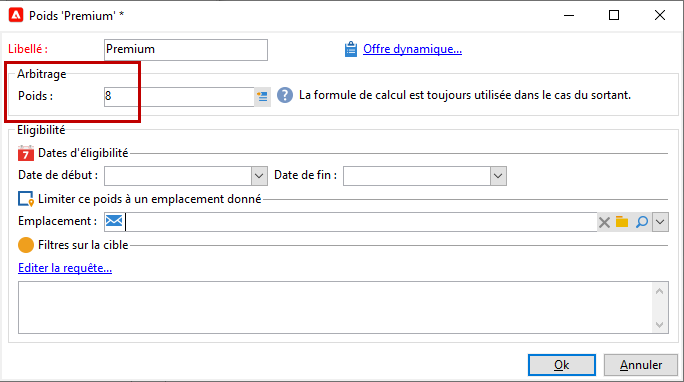 Poids 'Premium' *
Libellé : Premium Offre dynamique...
Arbitrage
Poids : 8 La formule de calcul est toujours utilisée dans le cas du sortant.
Eligibilité
7 Dates d'éligibilité
Date de début : Date de fin :
Limiter ce poids à un emplacement donné
Emplacement :
Filtres sur la cible
Editer la requête...
Ok Annuler